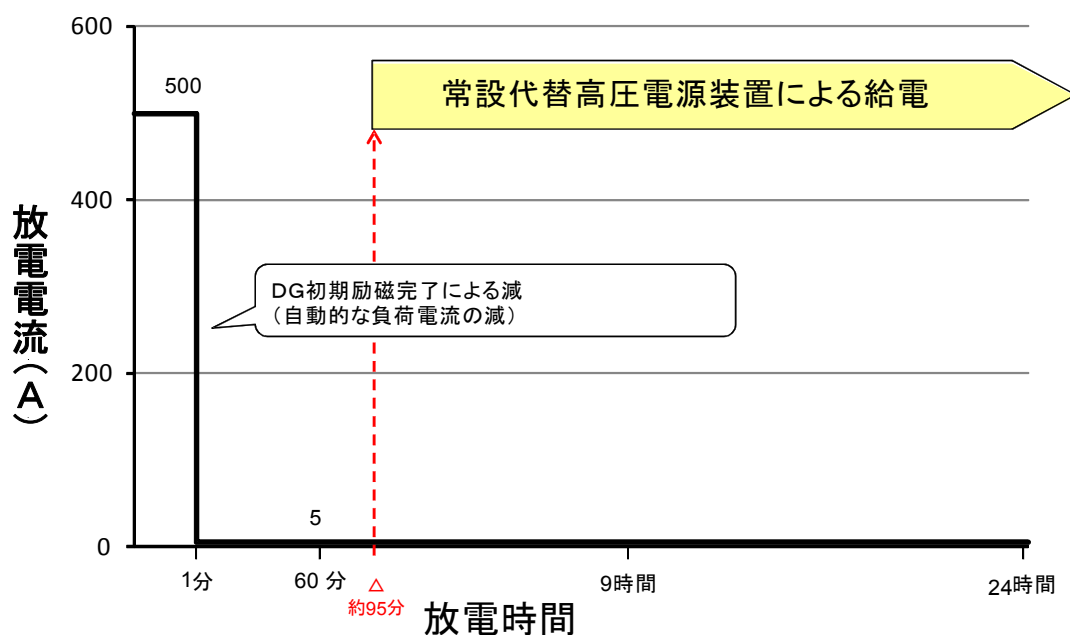 600
500
常設代替高圧電源装置による給電
400
放電電流(A)
DG初期励磁完了による減
（自動的な負荷電流の減）
200
5
0
1分
60 分
△
約95分
9時間
24時間
放電時間